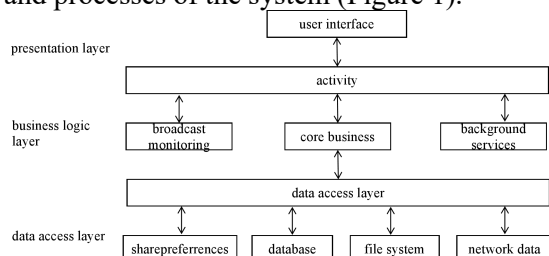 and processes of the system (Figure 1).
user interface
presentation layer
activity
business logic
layer
broadcast
monitoring
core business
background
services
data access layer
data access layer
sharepreferrences
database
file system
network data